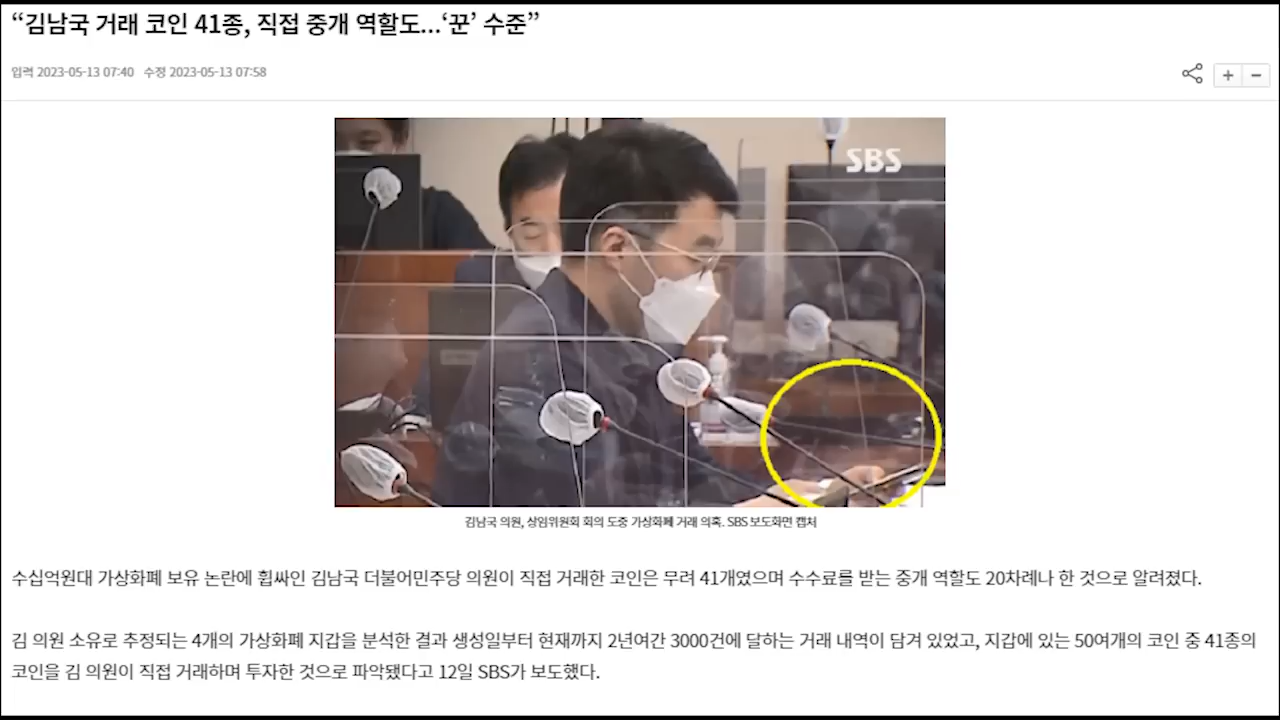 “김남국 거래 코인 41종, 직접 중개 역할도...‘꾼’ 수준”
입력 2023-05-13 07:40 수정 2023-05-13 07:58
+ −
SBS
김남국 의원, 상임위원회 회의 도중 가상화폐 거래 의혹. SBS 보도화면 캡처
수십억원대 가상화폐 보유 논란에 휩싸인 김남국 더불어민주당 의원이 직접 거래한 코인은 무려 41개였으며 수수료를 받는 중개 역할도 20차례나 한 것으로 알려졌다.
김 의원 소유로 추정되는 4개의 가상화폐 지갑을 분석한 결과 생성일부터 현재까지 2년여간 3000건에 달하는 거래 내역이 담겨 있었고, 지갑에 있는 50여개의 코인 중 41종의
코인을 김 의원이 직접 거래하며 투자한 것으로 파악됐다고 12일 SBS가 보도했다.